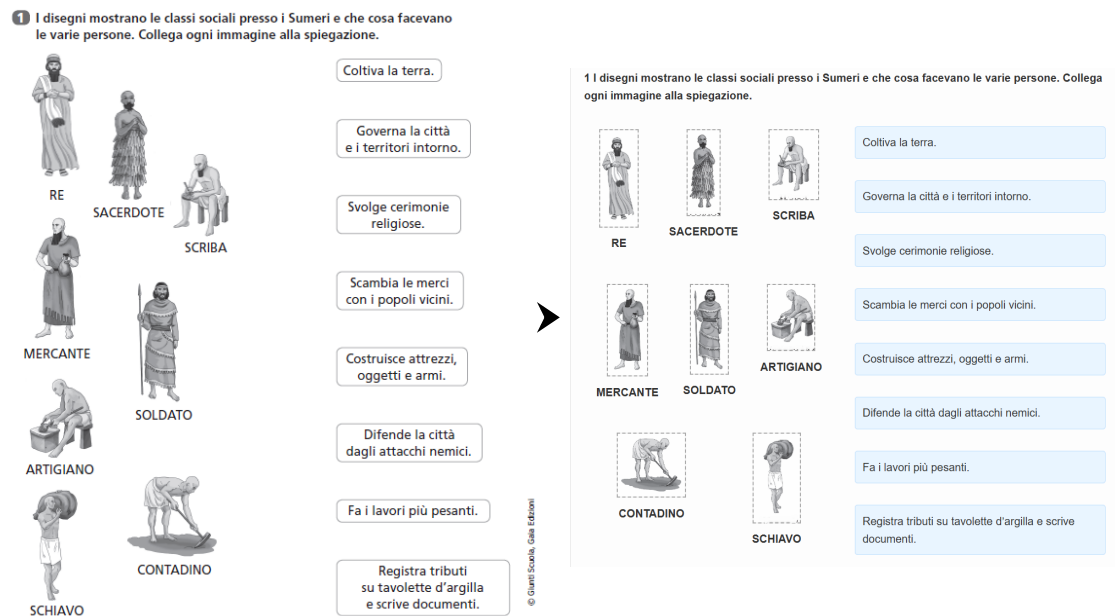 1 I disegni mostrano le classi sociali presso i Sumeri e che cosa facevano
le varie persone. Collega ogni immagine alla spiegazione.
RE
SACERDOTE
SCRIBA
MERCANTE
SOLDATO
ARTIGIANO
CONTADINO
SCHIAVO
Coltiva la terra.
Governa la città
e i territori intorno.
Svolge cerimonie
religiose.
Scambia le merci
con i popoli vicini.
Costruisce attrezzi,
oggetti e armi.
Difende la città
dagli attacchi nemici.
Fa i lavori più pesanti.
Registra tributi
su tavolette d'argilla
e scrive documenti.
© Giunti Scuola, Gaia Edizioni
1 I disegni mostrano le classi sociali presso i Sumeri e che cosa facevano le varie persone. Collega
ogni immagine alla spiegazione.
RE
SACERDOTE
SCRIBA
MERCANTE
SOLDATO
ARTIGIANO
CONTADINO
SCHIAVO
Coltiva la terra.
Governa la città e i territori intorno.
Svolge cerimonie religiose.
Scambia le merci con i popoli vicini.
Costruisce attrezzi, oggetti e armi.
Difende la città dagli attacchi nemici.
Fa i lavori più pesanti.
Registra tributi su tavolette d'argilla e scrive
documenti.